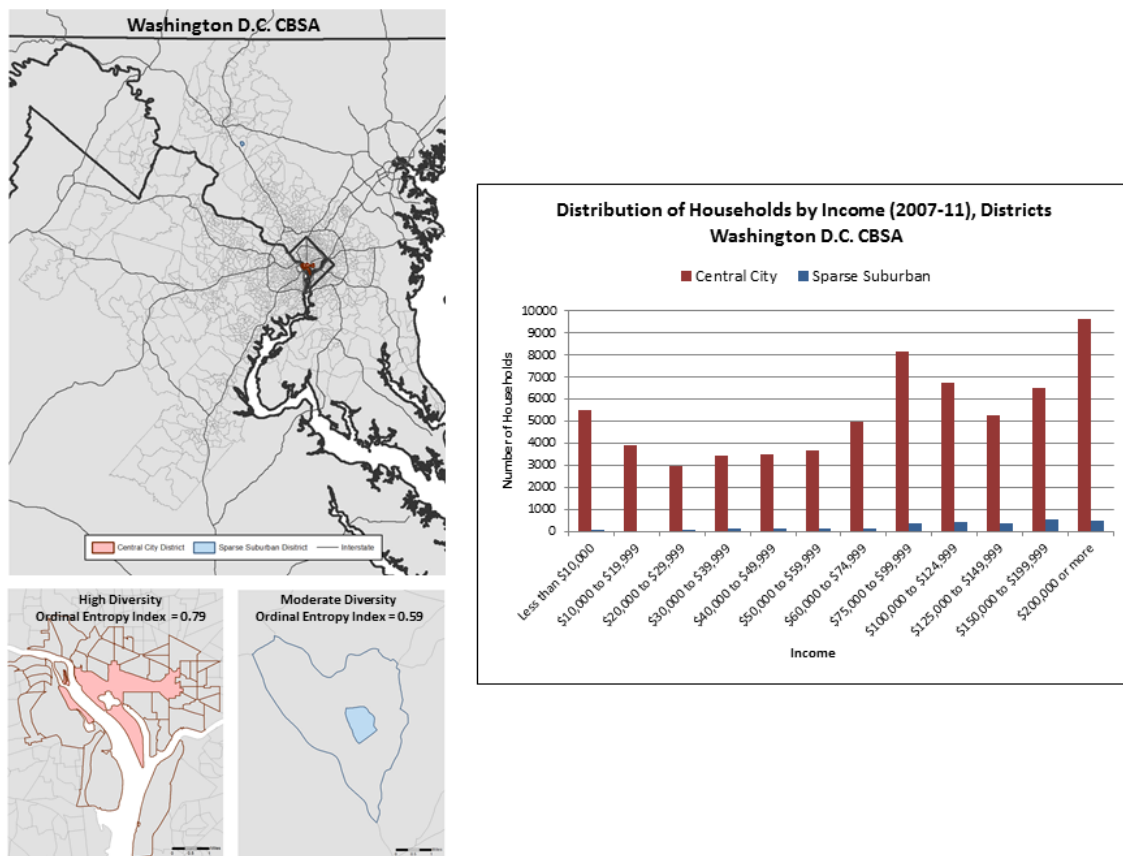 Washington D.C. CBSA
Central City District
Sparse Suburban District
Interstate
High Diversity
Ordinal Entropy Index = 0.79
Moderate Diversity
Ordinal Entropy Index = 0.59
Distribution of Households by Income (2007-11), Districts
Washington D.C. CBSA
Central City
Sparse Suburban
Number of Households
10000
9000
8000
7000
6000
5000
4000
3000
2000
1000
0
Less than $10,000
$10,000 to $19,999
$20,000 to $29,999
$30,000 to $39,999
$40,000 to $49,999
$50,000 to $59,999
$60,000 to $74,999
$75,000 to $99,999
$100,000 to $124,999
$125,000 to $149,999
$150,000 to $199,999
$200,000 or more
Income